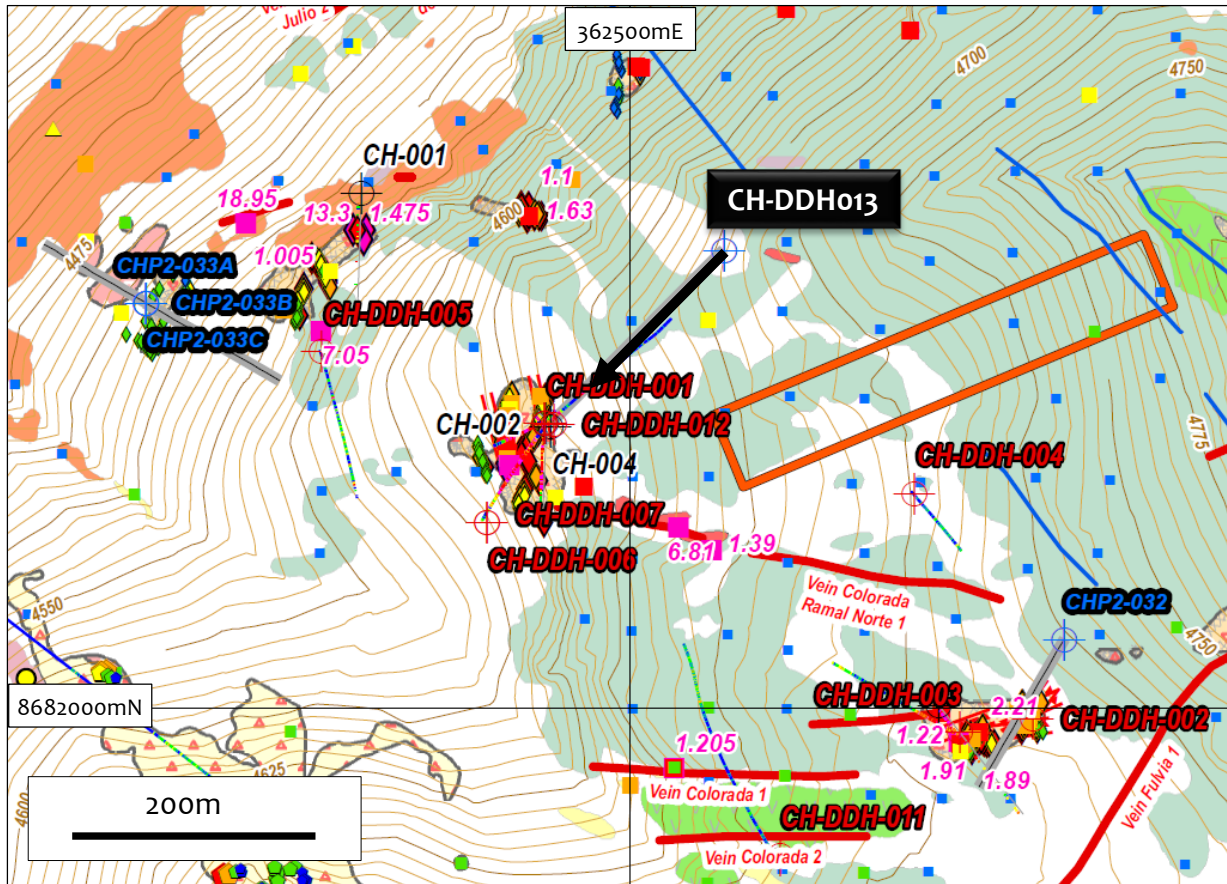 Julio 2
362500mE
4700
4750
CH-001
18.95
13.3
1.475
1.1
1.63
4600
CH-DDH013
4475
1.005
CHP2-033A
CHP2-033B
CHP2-033C
CH-DDH-005
7.05
CH-DDH-001
CH-002
CH-DDH-012
4775
CH-004
CH-DDH-004
CH-DDH-007
6.81
1.39
CH-DDH-006
Vein Colorada
Ramal Norte 1
CHP2-032
4550
4750
8682000mN
CH-DDH-003
2.21
CH-DDH-002
1.22
1.205
1.91
1.89
4625
Vein Colorada 1
4600
200m
CH-DDH-011
Vein Colorada 2
Vein Fulvia 1